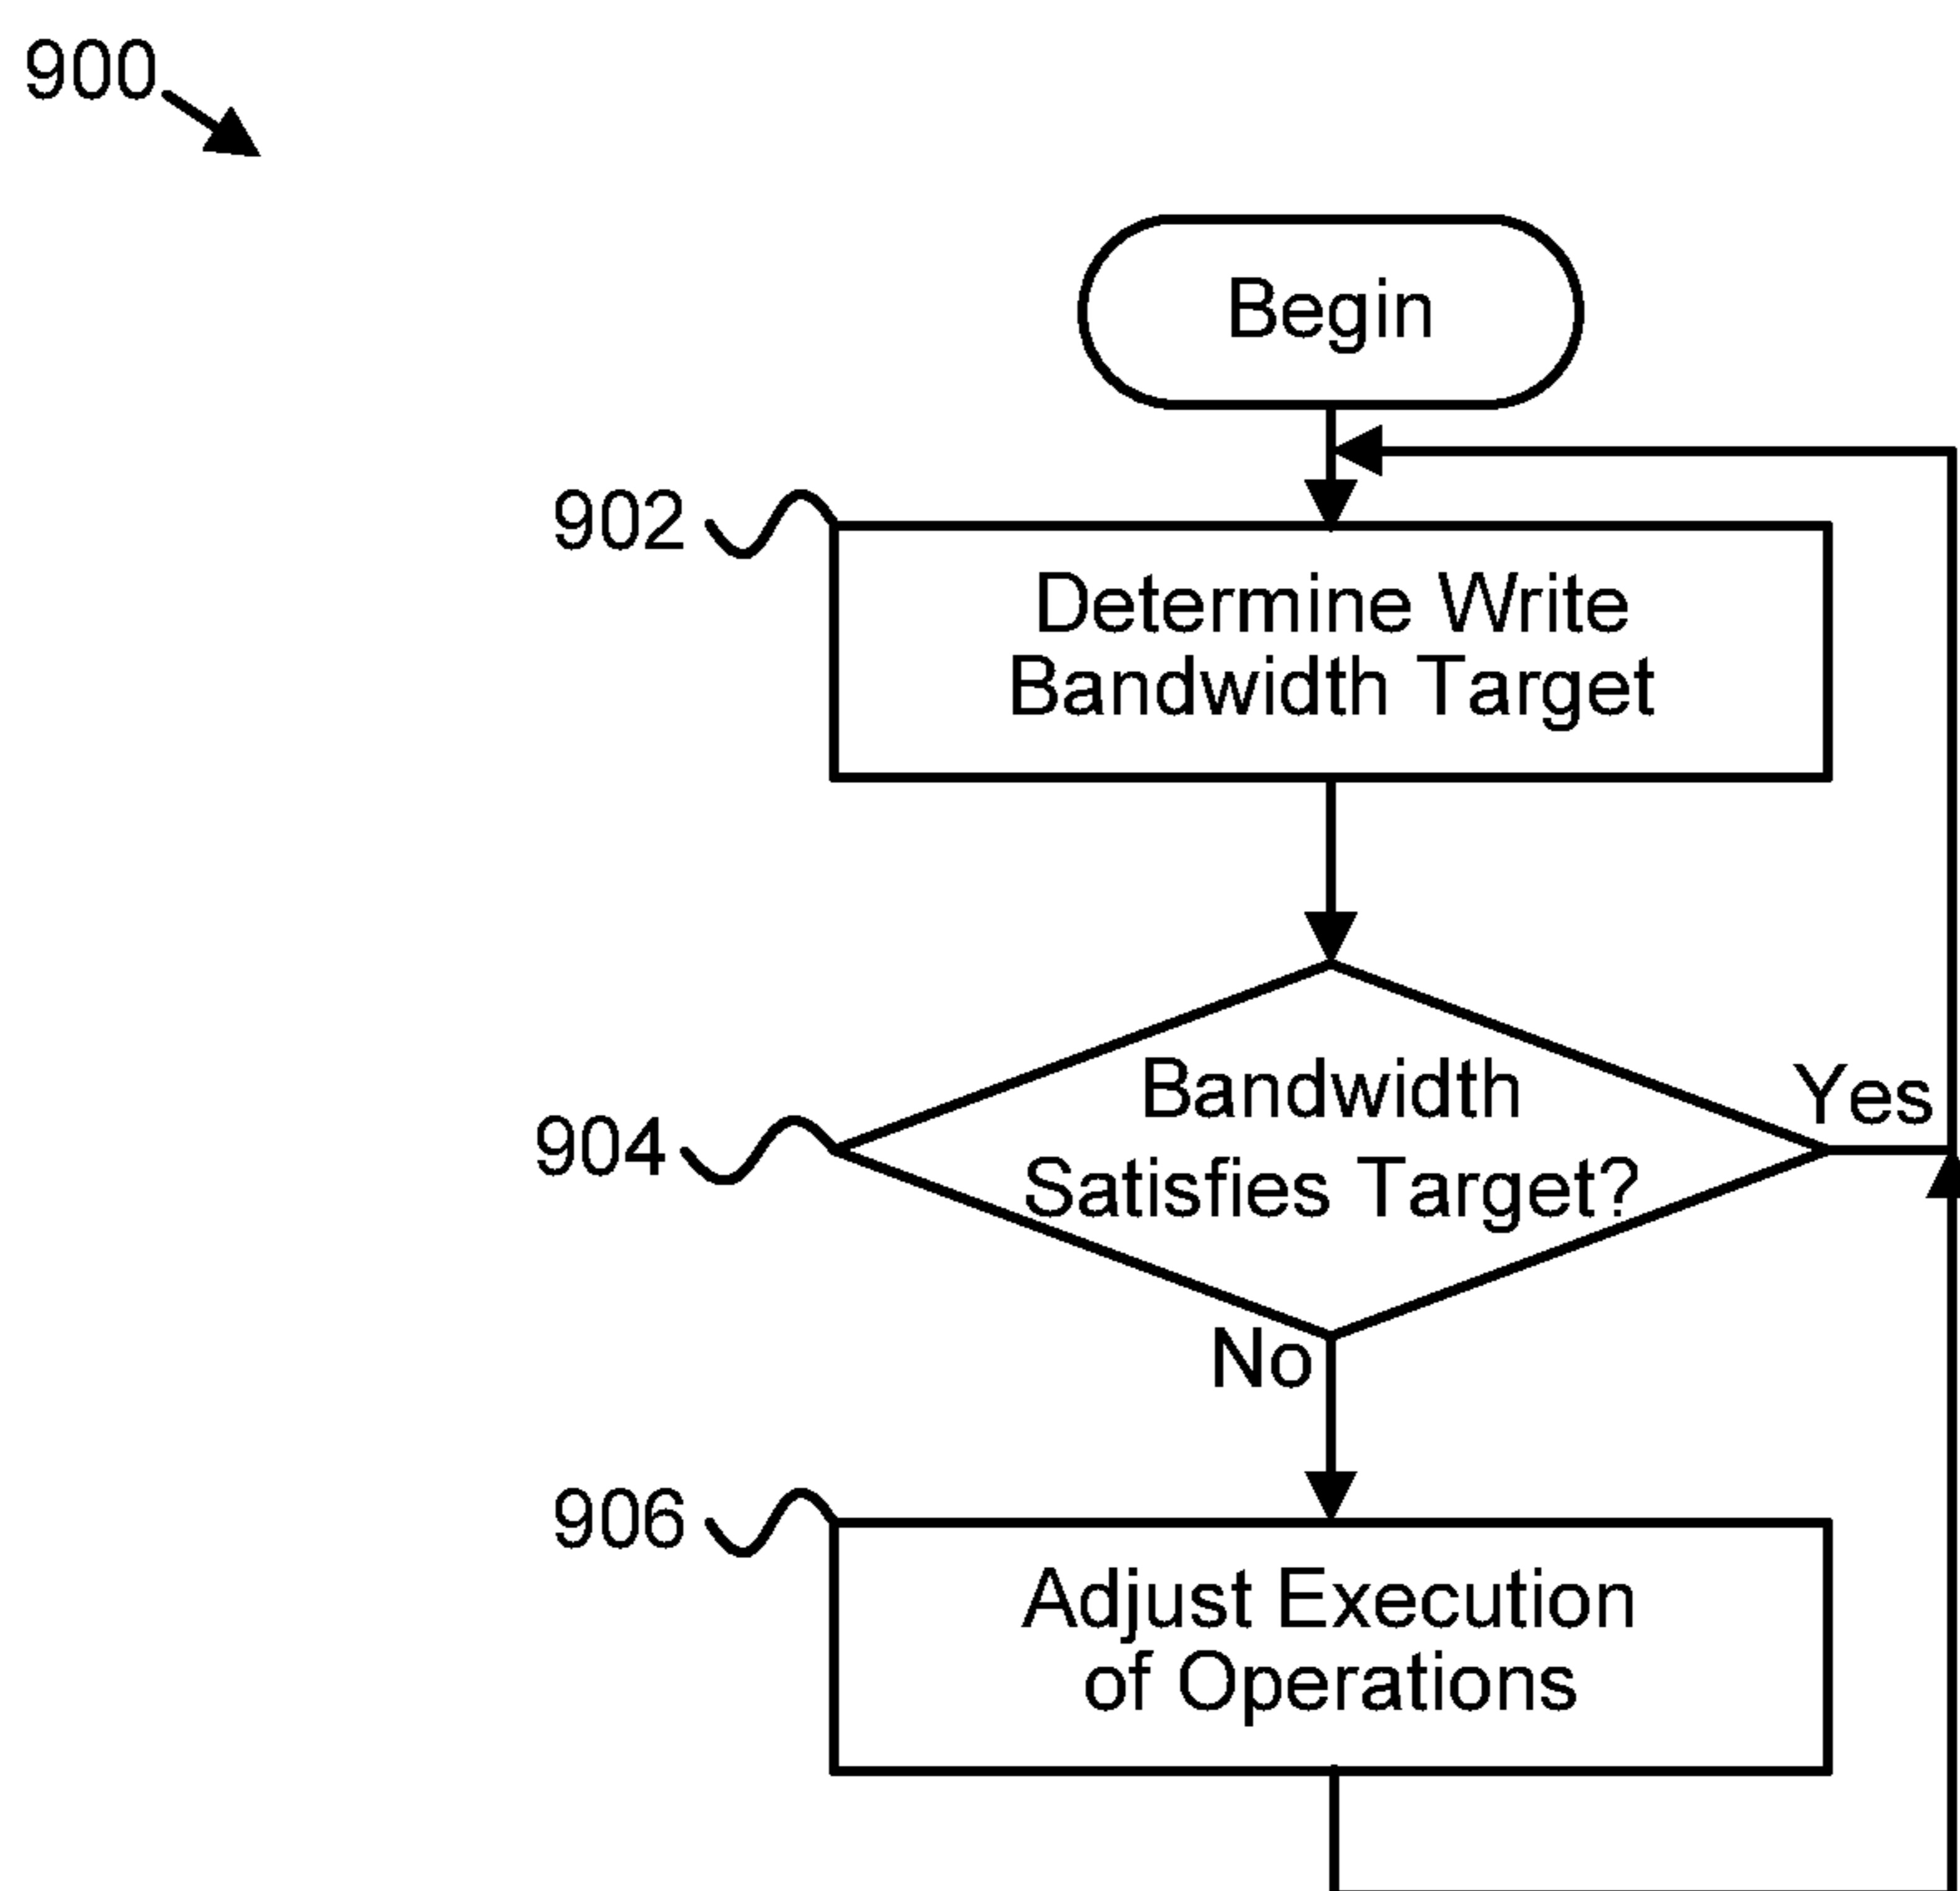 900
Begin
902
Determine Write
Bandwidth Target
904
Bandwidth
Satisfies Target?
Yes
No
906
Adjust Execution
of Operations